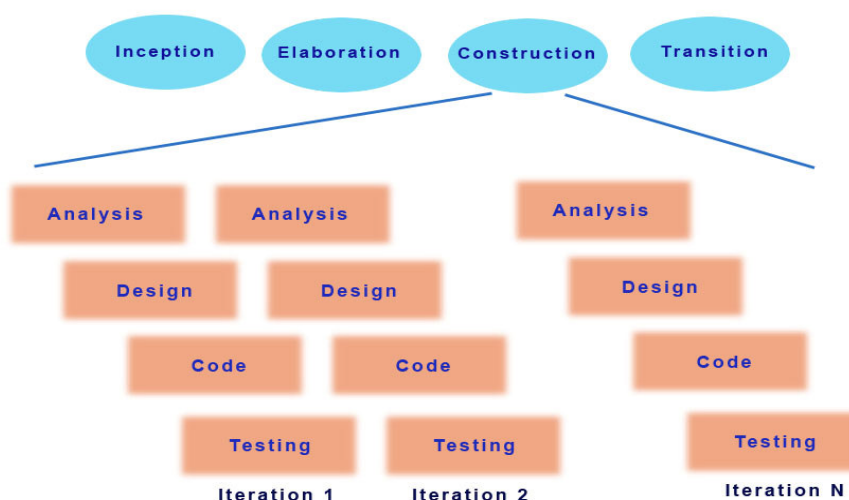 Inception
Elaboration
Construction
Transition
Analysis
Analysis
Analysis
Design
Design
Design
Code
Code
Code
Testing
Testing
Testing
Iteration 1
Iteration 2
Iteration N